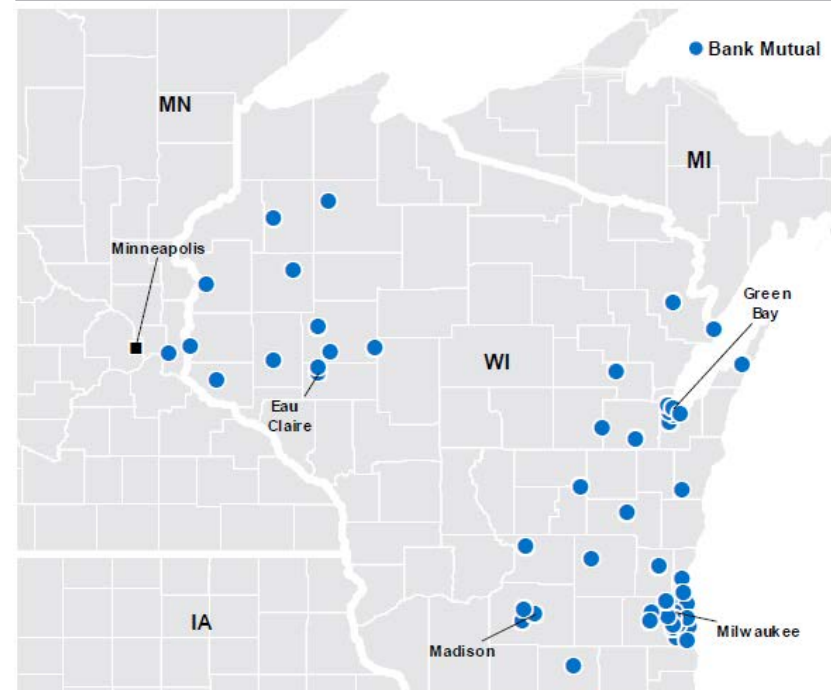 Bank Mutual
MN
MI
Minneapolis
Green
Bay
WI
Eau
Claire
IA
Madison
Milwaukee